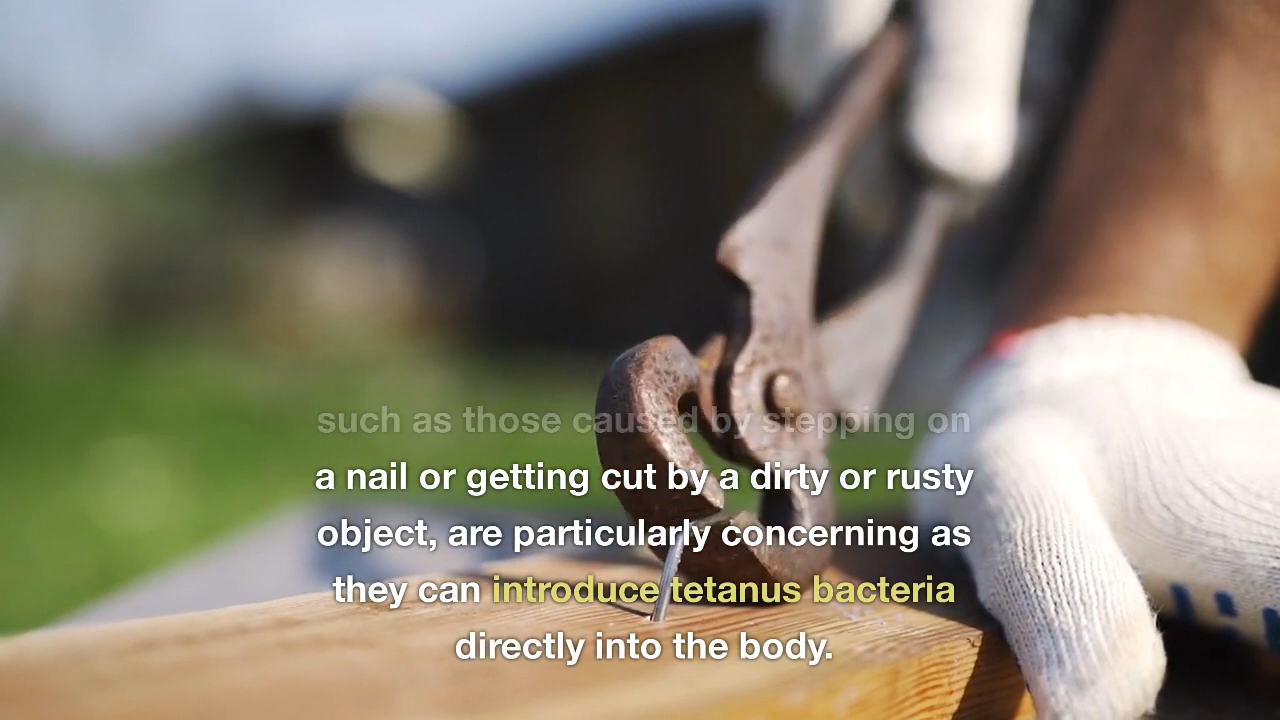 such as those caused by stepping on
a nail or getting cut by a dirty or rusty
object, are particularly concerning as
they can introduce tetanus bacteria
directly into the body.